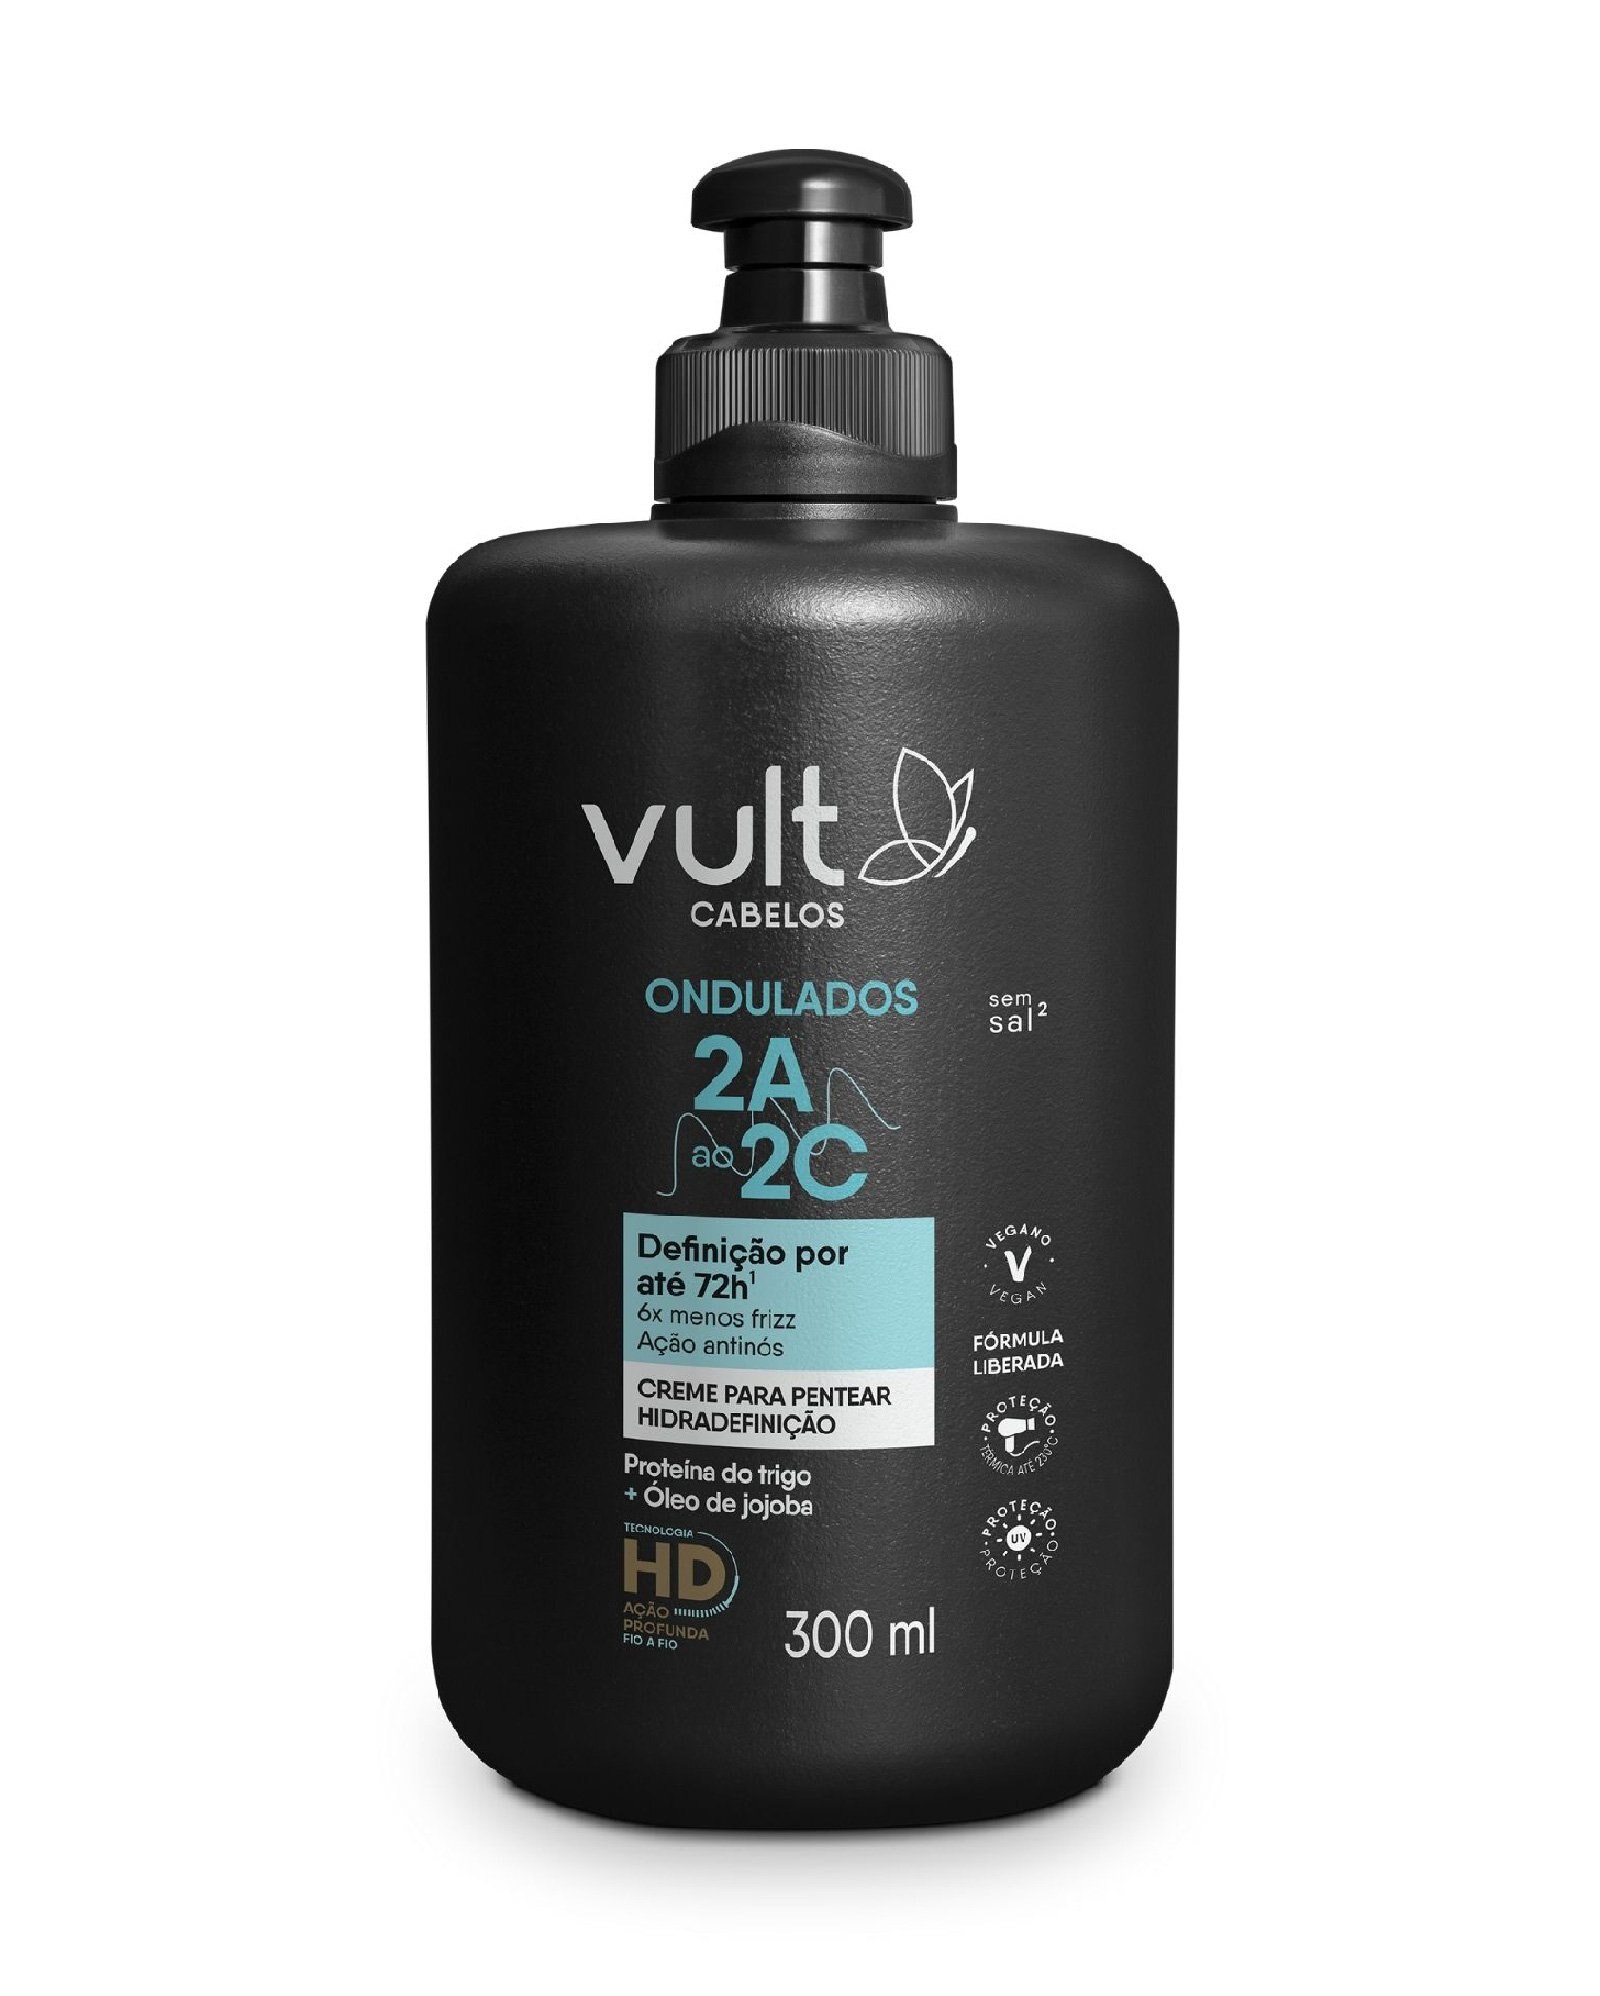 vult
CABELOS
ONDULADOS
sem
sal²
2A
ao 2C
Definição por
até 72h¹
6x menos frizz
Ação antinós
CREME PARA PENTEAR
HIDRADEFINIÇÃO
Proteína do trigo
+ Óleo de jojoba
TECNOLOGIA
HD
AÇÃO
PROFUNDA
FIO A FIO
300 ml
VEGANO
V
VEGAN
FÓRMULA
LIBERADA
PROTEÇÃO
TÉRMICA ATÉ 230°C
PROTEÇÃO
UV
PROTEÇÃO